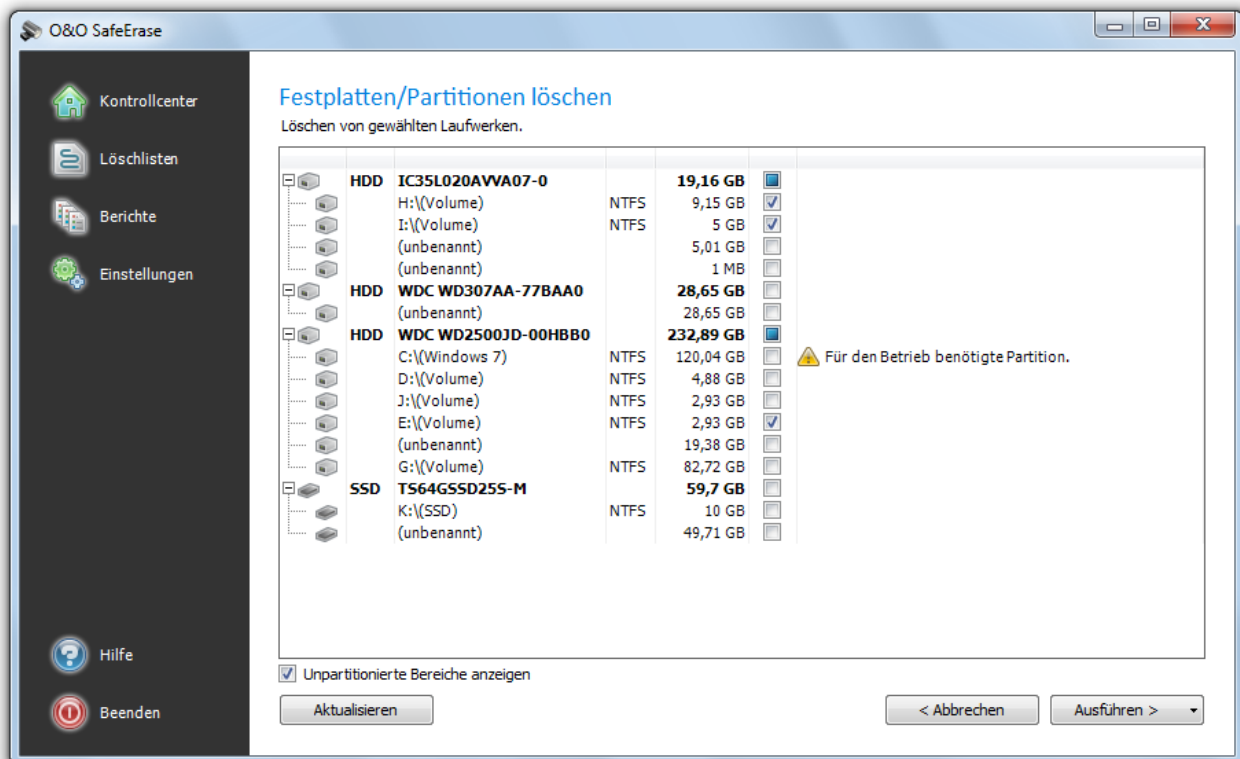 O&O SafeErase
Kontrollcenter
Löschlisten
Berichte
Einstellungen
Hilfe
Beenden
Festplatten/Partitionen löschen
Löschen von gewählten Laufwerken.
HDD IC35L020AVVA07-0 19,16 GB
H:\(Volume) NTFS 9,15 GB
I:\(Volume) NTFS 5 GB
(unbenannt) 5,01 GB
(unbenannt) 1 MB
HDD WDC WD307AA-77BAA0 28,65 GB
(unbenannt) 28,65 GB
HDD WDC WD2500JD-00HBB0 232,89 GB
C:\(Windows 7) NTFS 120,04 GB Für den Betrieb benötigte Partition.
D:\(Volume) NTFS 4,88 GB
J:\(Volume) NTFS 2,93 GB
E:\(Volume) NTFS 2,93 GB
(unbenannt) 19,38 GB
G:\(Volume) NTFS 82,72 GB
SSD TS64GSSD25S-M 59,7 GB
K:\(SSD) NTFS 10 GB
(unbenannt) 49,71 GB
Unpartitionierte Bereiche anzeigen
Aktualisieren < Abbrechen Ausführen >